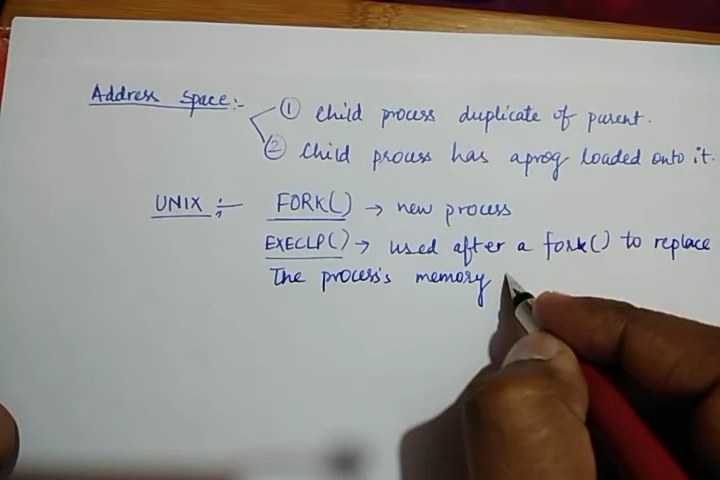 Address space:- ① Child process duplicate of parent.
② Child process has a prog loaded onto it.
UNIX :- FORK() → new process
EXECLP() → used after a fork() to replace
The process's memory